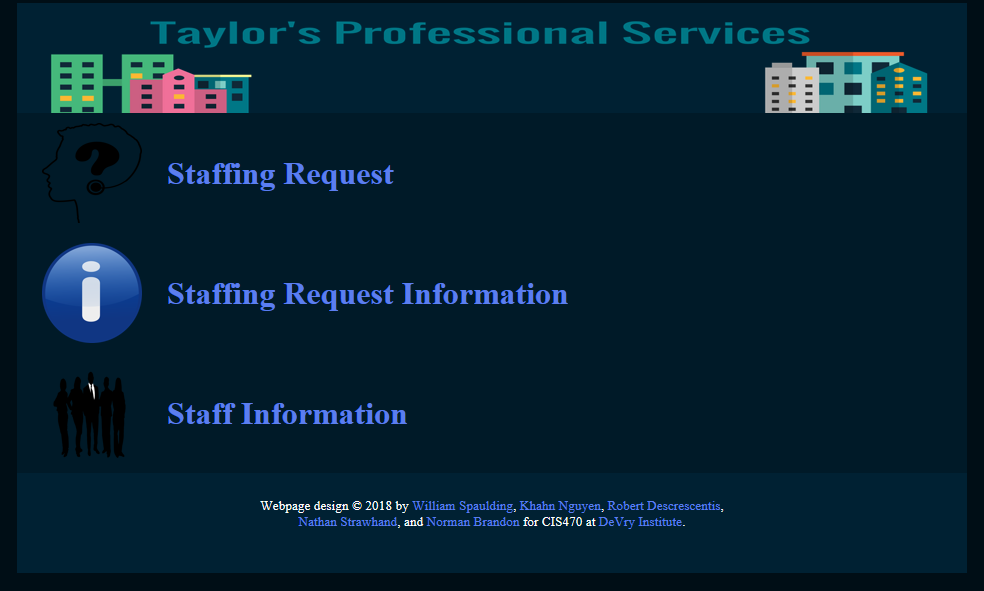 Taylor's Professional Services
Staffing Request
Staffing Request Information
Staff Information
Webpage design © 2018 by William Spaulding, Khahn Nguyen, Robert Descrescentis,
Nathan Strawhand, and Norman Brandon for CIS470 at DeVry Institute.